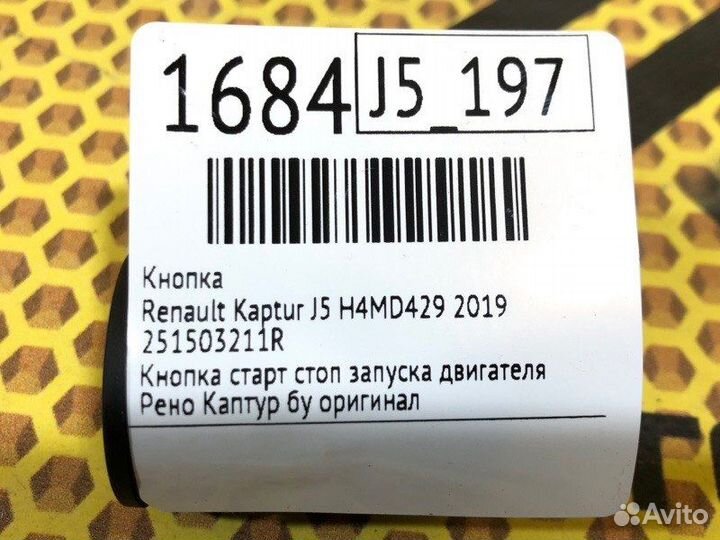 1684 J5_197
Кнопка
Renault Kaptur J5 H4MD429 2019
251503211R
Кнопка старт стоп запуска двигателя
Рено Каптур бу оригинал
Avito